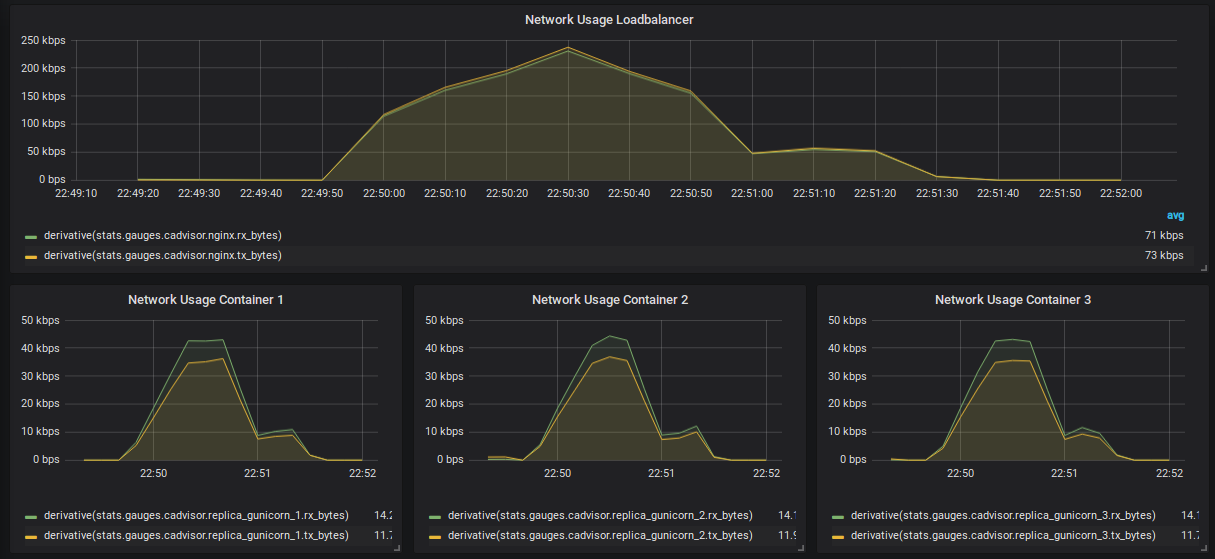 Network Usage Loadbalancer
250 kbps
200 kbps
150 kbps
100 kbps
50 kbps
0 bps
22:49:10 22:49:20 22:49:30 22:49:40 22:49:50 22:50:00 22:50:10 22:50:20 22:50:30 22:50:40 22:50:50 22:51:00 22:51:10 22:51:20 22:51:30 22:51:40 22:51:50 22:52:00
avg
derivative(stats.gauges.cadvisor.nginx.rx_bytes) 71 kbps
derivative(stats.gauges.cadvisor.nginx.tx_bytes) 73 kbps
Network Usage Container 1
50 kbps
40 kbps
30 kbps
20 kbps
10 kbps
0 bps
22:50 22:51 22:52
derivative(stats.gauges.cadvisor.replica_gunicorn_1.rx_bytes) 14.2
derivative(stats.gauges.cadvisor.replica_gunicorn_1.tx_bytes) 11.7
Network Usage Container 2
50 kbps
40 kbps
30 kbps
20 kbps
10 kbps
0 bps
22:50 22:51 22:52
derivative(stats.gauges.cadvisor.replica_gunicorn_2.rx_bytes) 14.1
derivative(stats.gauges.cadvisor.replica_gunicorn_2.tx_bytes) 11.9
Network Usage Container 3
50 kbps
40 kbps
30 kbps
20 kbps
10 kbps
0 bps
22:50 22:51 22:52
derivative(stats.gauges.cadvisor.replica_gunicorn_3.rx_bytes) 14.1
derivative(stats.gauges.cadvisor.replica_gunicorn_3.tx_bytes) 11.7